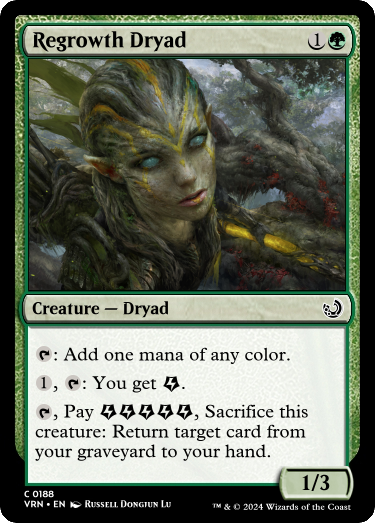 Regrowth Dryad 1
Creature — Dryad
: Add one mana of any color.
1, : You get .
, Pay , Sacrifice this
creature: Return target card from
your graveyard to your hand.
1/3
C 0188
VRN • EN Russell Dongjun Lu
™ & © 2024 Wizards of the Coast